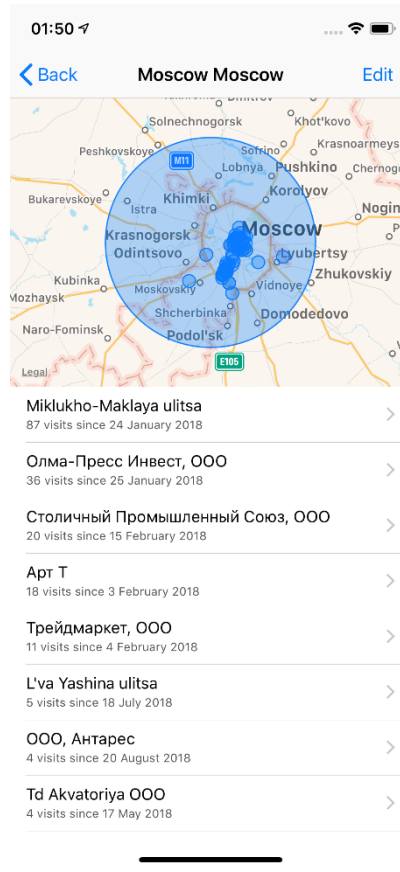 01:50
Back
Moscow Moscow
Edit
Dmitrov
Solnechnogorsk
Khot'kovo
Peshkovskoye
Sofrino
Krasnoarmeys
M11
Lobnya
Pushkino
Chernogo
Bukarevskoye
Khimki
Korolyov
Istra
Nogin
Krasnogorsk
Moscow
Odintsovo
Lyubertsy
Kubinka
Moskovskiy
Vidnoye
Zhukovskiy
Mozhaysk
Shcherbinka
Domodedovo
Naro-Fominsk
Podol'sk
E105
Legal
Miklukho-Maklaya ulitsa
87 visits since 24 January 2018
Олма-Пресс Инвест, ООО
36 visits since 25 January 2018
Столичный Промышленный Союз, ООО
20 visits since 15 February 2018
Арт Т
18 visits since 3 February 2018
Трейдмаркет, ООО
11 visits since 4 February 2018
L'va Yashina ulitsa
5 visits since 18 July 2018
ООО, Антарес
4 visits since 20 August 2018
Td Akvatoriya OOO
4 visits since 17 May 2018